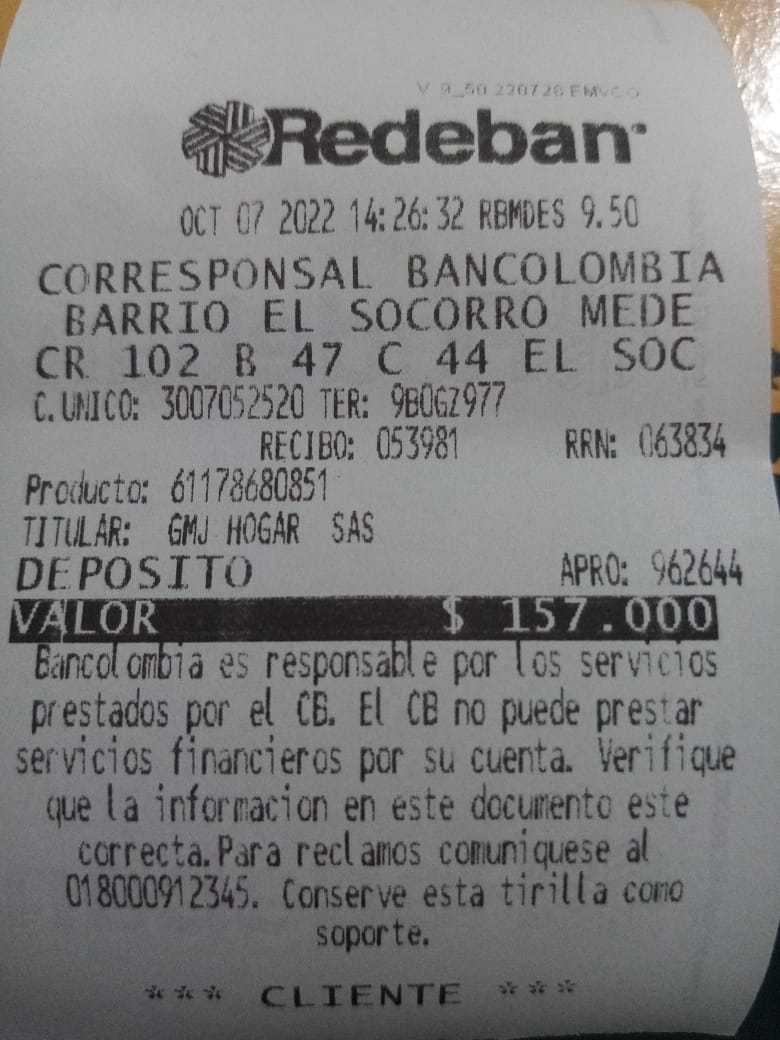 V 9_50 220726 EMVCO
Redeban
OCT 07 2022 14:26:32 RBMDES 9.50
CORRESPONSAL BANCOLOMBIA
BARRIO EL SOCORRO MEDE
CR 102 B 47 C 44 EL SOC
C.UNICO: 3007052520 TER: 9B0GZ977
RECIBO: 053981 RRN: 063834
Producto: 61178680851
TITULAR: GMJ HOGAR SAS
DEPOSITO APRO: 962644
VALOR $ 157.000
Bancolombia es responsable por los servicios
prestados por el CB. El CB no puede prestar
servicios financieros por su cuenta. Verifique
que la informacion en este documento este
correcta.Para reclamos comuniquese al
018000912345. Conserve esta tirilla como
soporte.
*** CLIENTE ***